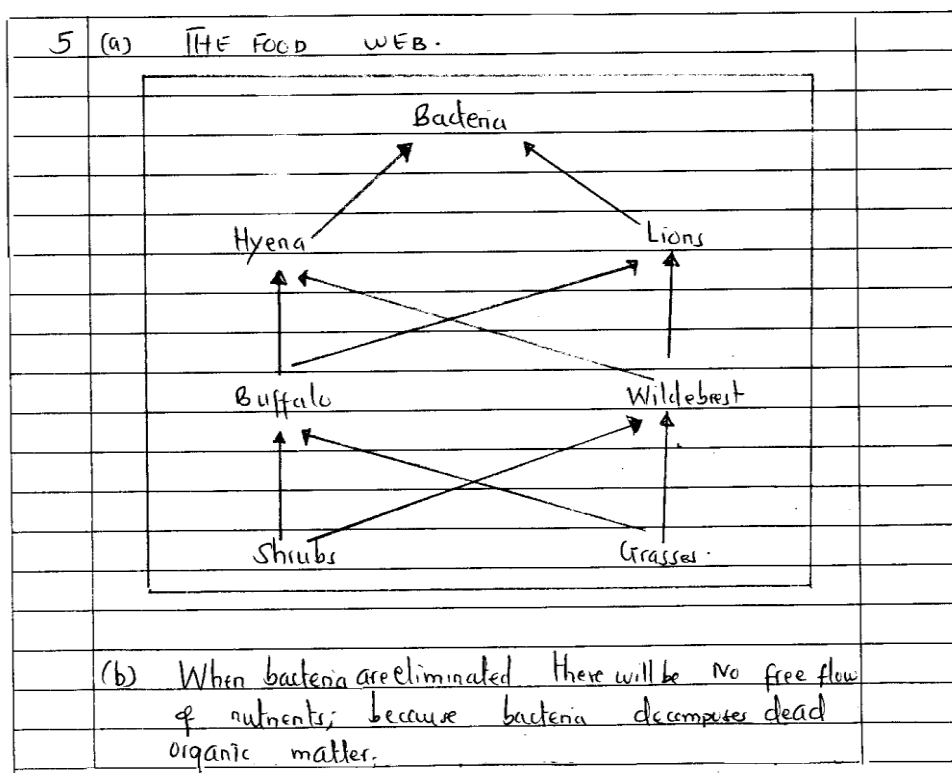 5 (a) THE FOOD WEB.
Bacteria
Hyena Lions
Buffalo Wildebeest
Shrubs Grasses.
(b) When bacteria are eliminated there will be No free flow
of nutrients; because bacteria decomposes dead
organic matter.